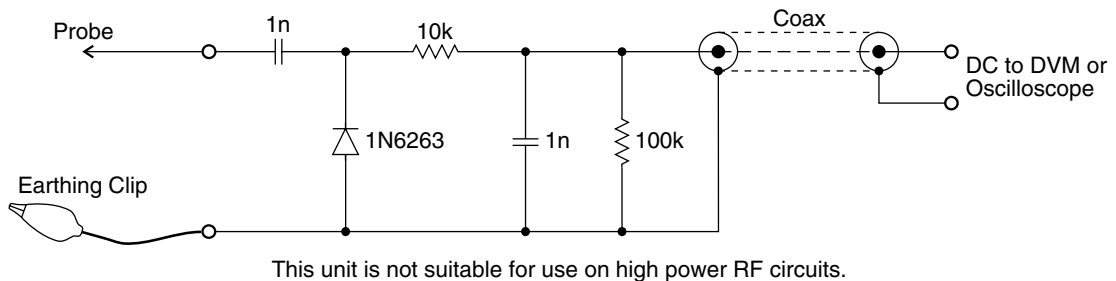 Probe
1n
10k
Coax
DC to DVM or
Oscilloscope
1N6263
1n
100k
Earthing Clip
This unit is not suitable for use on high power RF circuits.